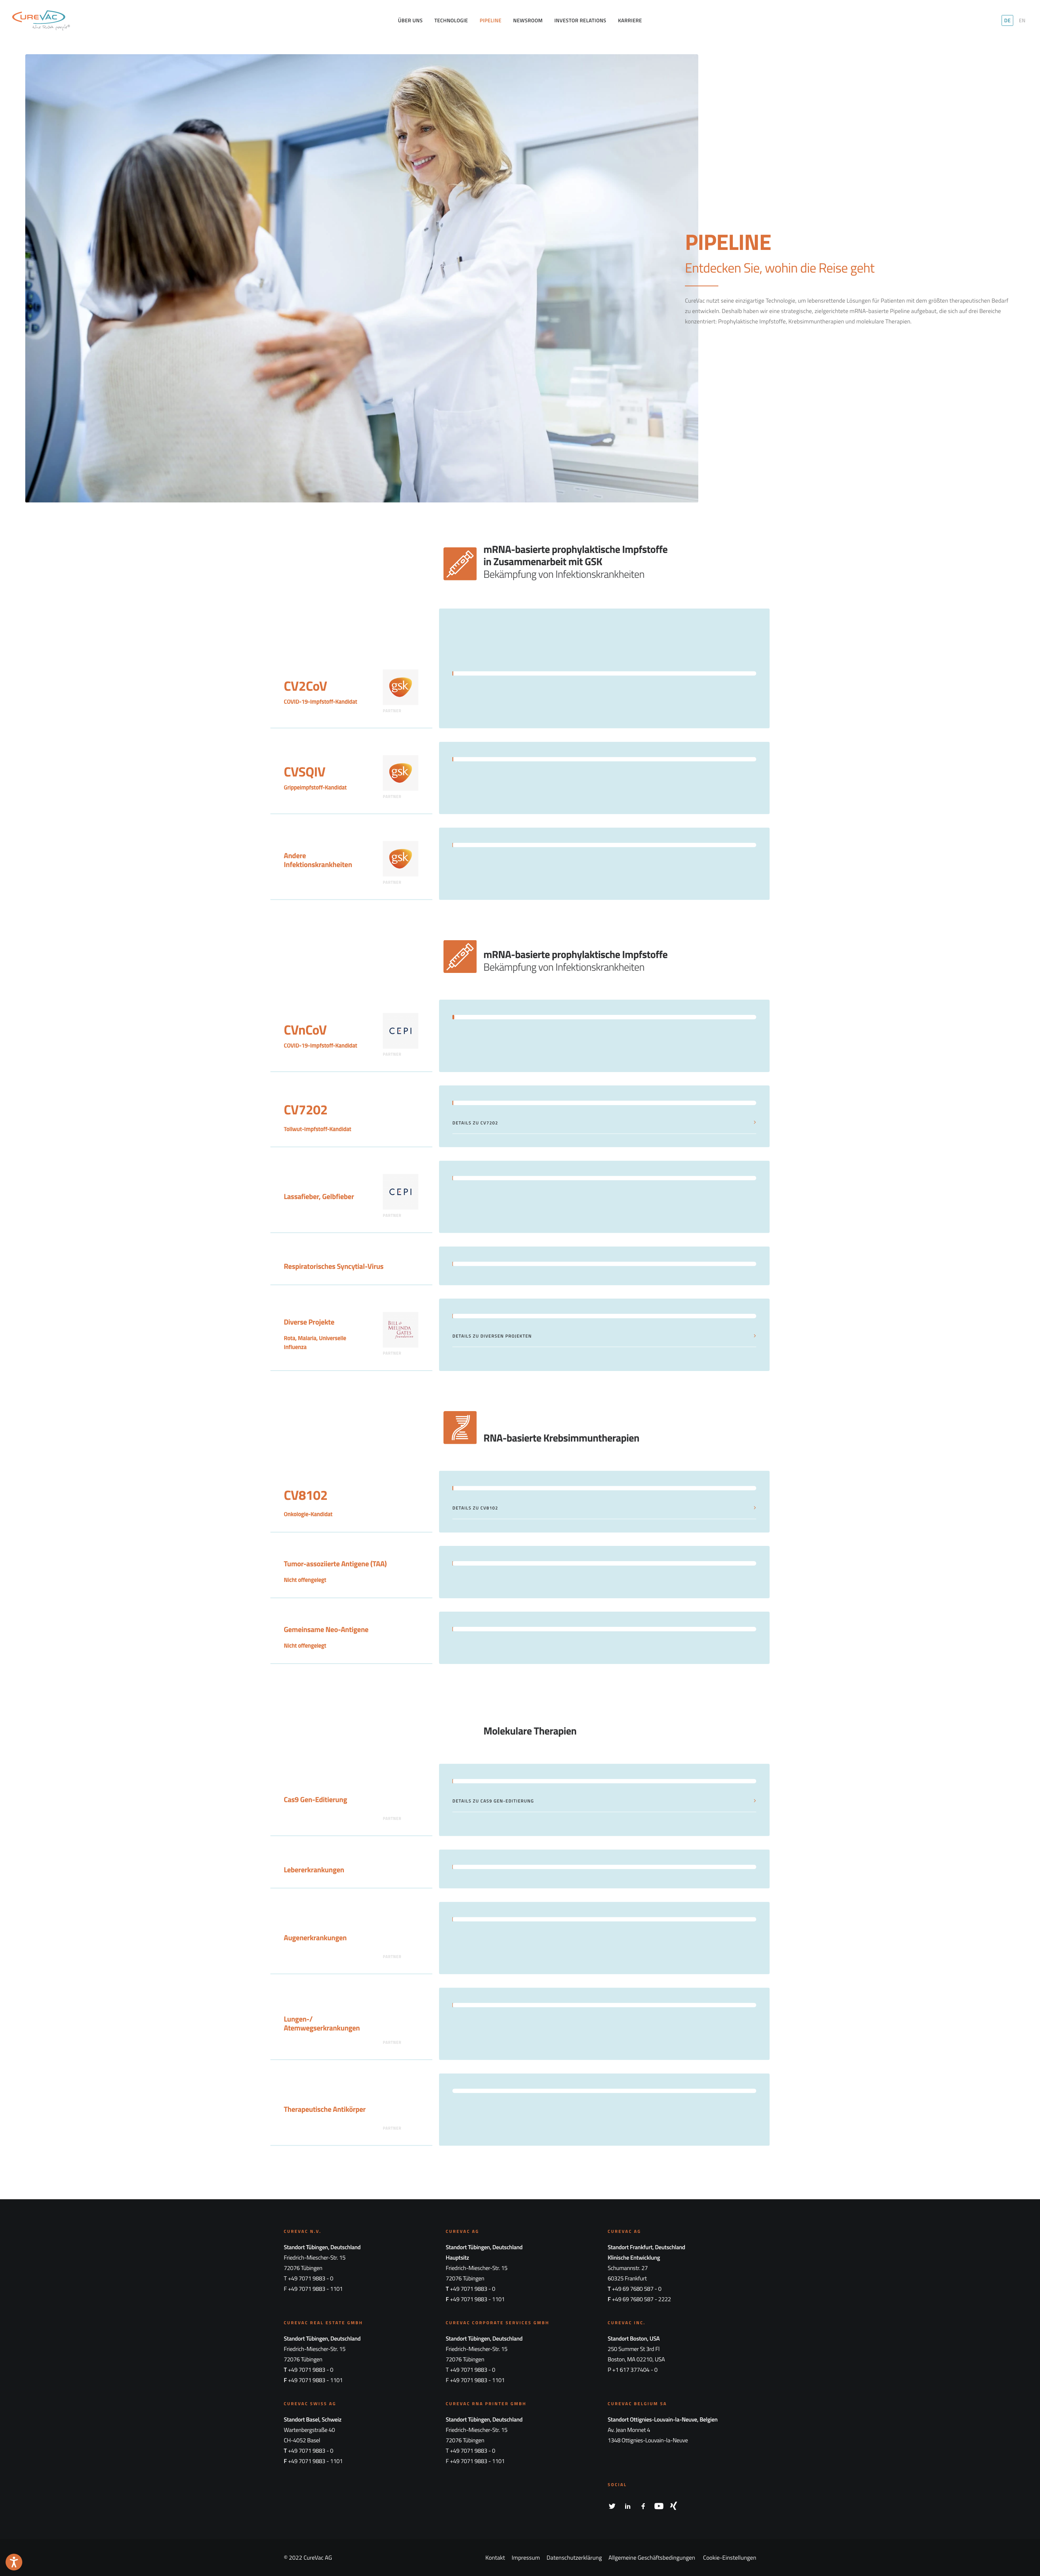 CUREVAC
ÜBER UNS TECHNOLOGIE PIPELINE NEWSROOM INVESTOR RELATIONS KARRIERE
DE EN
PIPELINE
Entdecken Sie, wohin die Reise geht
CureVac nutzt seine einzigartige Technologie, um lebensrettende Lösungen für Patienten mit dem größten therapeutischen Bedarf
zu entwickeln. Deshalb haben wir eine strategische, zielgerichtete mRNA-basierte Pipeline aufgebaut, die sich auf drei Bereiche
konzentriert: Prophylaktische Impfstoffe, Krebsimmuntherapien und molekulare Therapien.
mRNA-basierte prophylaktische Impfstoffe
in Zusammenarbeit mit GSK
Bekämpfung von Infektionskrankheiten
CV2CoV
COVID-19-Impfstoff-Kandidat
gsk
PARTNER
CVSQIV
Grippeimpfstoff-Kandidat
gsk
PARTNER
Andere
Infektionskrankheiten
gsk
PARTNER
mRNA-basierte prophylaktische Impfstoffe
Bekämpfung von Infektionskrankheiten
CVnCoV
COVID-19-Impfstoff-Kandidat
CEPI
PARTNER
CV7202
Tollwut-Impfstoff-Kandidat
DETAILS ZU CV7202
Lassafieber, Gelbfieber
CEPI
PARTNER
Respiratorisches Syncytial-Virus
Diverse Projekte
Rota, Malaria, Universelle
Influenza
BILL &
MELINDA
GATES
foundation
PARTNER
DETAILS ZU DIVERSEN PROJEKTEN
RNA-basierte Krebsimmuntherapien
CV8102
Onkologie-Kandidat
DETAILS ZU CV8102
Tumor-assoziierte Antigene (TAA)
Nicht offengelegt
Gemeinsame Neo-Antigene
Nicht offengelegt
Molekulare Therapien
Cas9 Gen-Editierung
PARTNER
DETAILS ZU CAS9 GEN-EDITIERUNG
Lebererkrankungen
Augenerkrankungen
PARTNER
Lungen-/
Atemwegserkrankungen
PARTNER
Therapeutische Antikörper
PARTNER
CUREVAC N.V.
Standort Tübingen, Deutschland
Friedrich-Miescher-Str. 15
72076 Tübingen
T +49 7071 9883 - 0
F +49 7071 9883 - 1101
CUREVAC AG
Standort Tübingen, Deutschland
Hauptsitz
Friedrich-Miescher-Str. 15
72076 Tübingen
T +49 7071 9883 - 0
F +49 7071 9883 - 1101
CUREVAC AG
Standort Frankfurt, Deutschland
Klinische Entwicklung
Schumannstr. 27
60325 Frankfurt
T +49 69 7680 587 - 0
F +49 69 7680 587 - 2222
CUREVAC REAL ESTATE GMBH
Standort Tübingen, Deutschland
Friedrich-Miescher-Str. 15
72076 Tübingen
T +49 7071 9883 - 0
F +49 7071 9883 - 1101
CUREVAC CORPORATE SERVICES GMBH
Standort Tübingen, Deutschland
Friedrich-Miescher-Str. 15
72076 Tübingen
T +49 7071 9883 - 0
F +49 7071 9883 - 1101
CUREVAC INC.
Standort Boston, USA
250 Summer St 3rd Fl
Boston, MA 02210, USA
P +1 617 377404 - 0
CUREVAC SWISS AG
Standort Basel, Schweiz
Wartenbergstraße 40
CH-4052 Basel
T +49 7071 9883 - 0
F +49 7071 9883 - 1101
CUREVAC RNA PRINTER GMBH
Standort Tübingen, Deutschland
Friedrich-Miescher-Str. 15
72076 Tübingen
T +49 7071 9883 - 0
F +49 7071 9883 - 1101
CUREVAC BELGIUM SA
Standort Ottignies-Louvain-la-Neuve, Belgien
Av. Jean Monnet 4
1348 Ottignies-Louvain-la-Neuve
SOCIAL
© 2022 CureVac AG
Kontakt Impressum Datenschutzerklärung Allgemeine Geschäftsbedingungen Cookie-Einstellungen